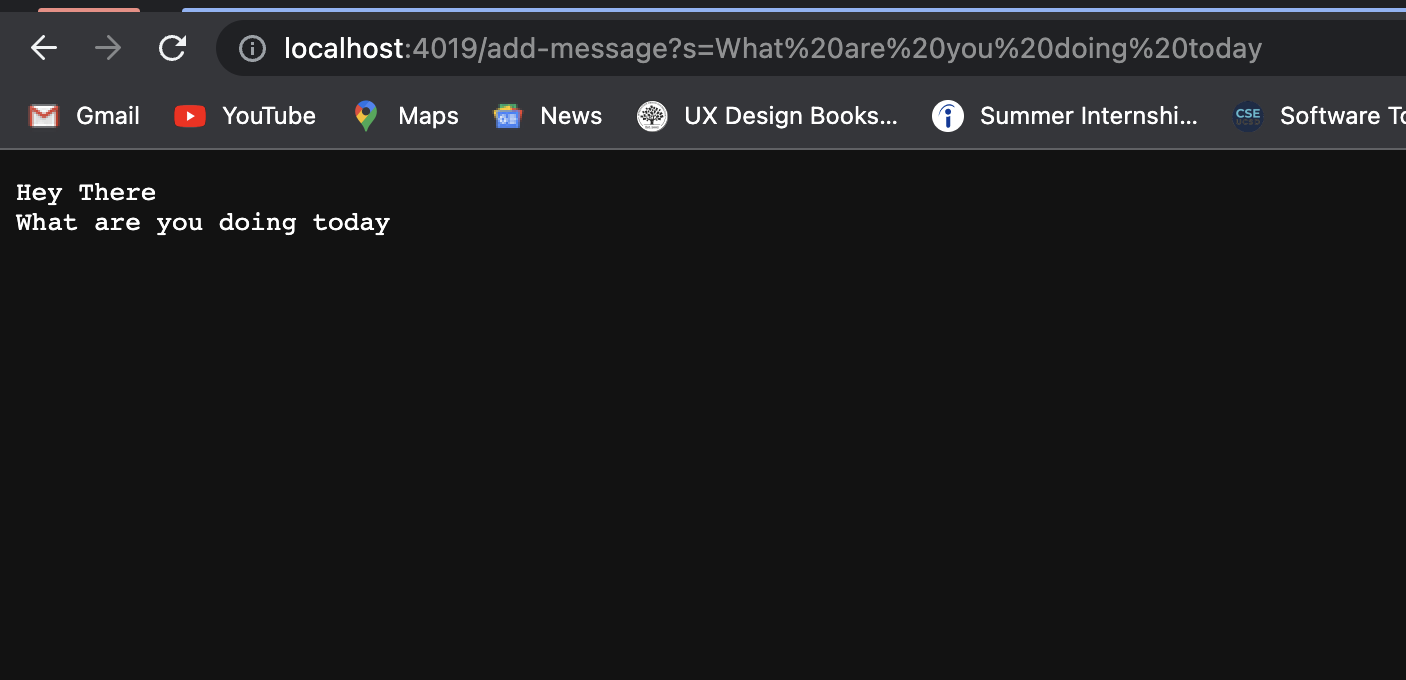 localhost:4019/add-message?s=What%20are%20you%20doing%20today
Gmail YouTube Maps News UX Design Books... Summer Internshi... CSE Software To
Hey There
What are you doing today